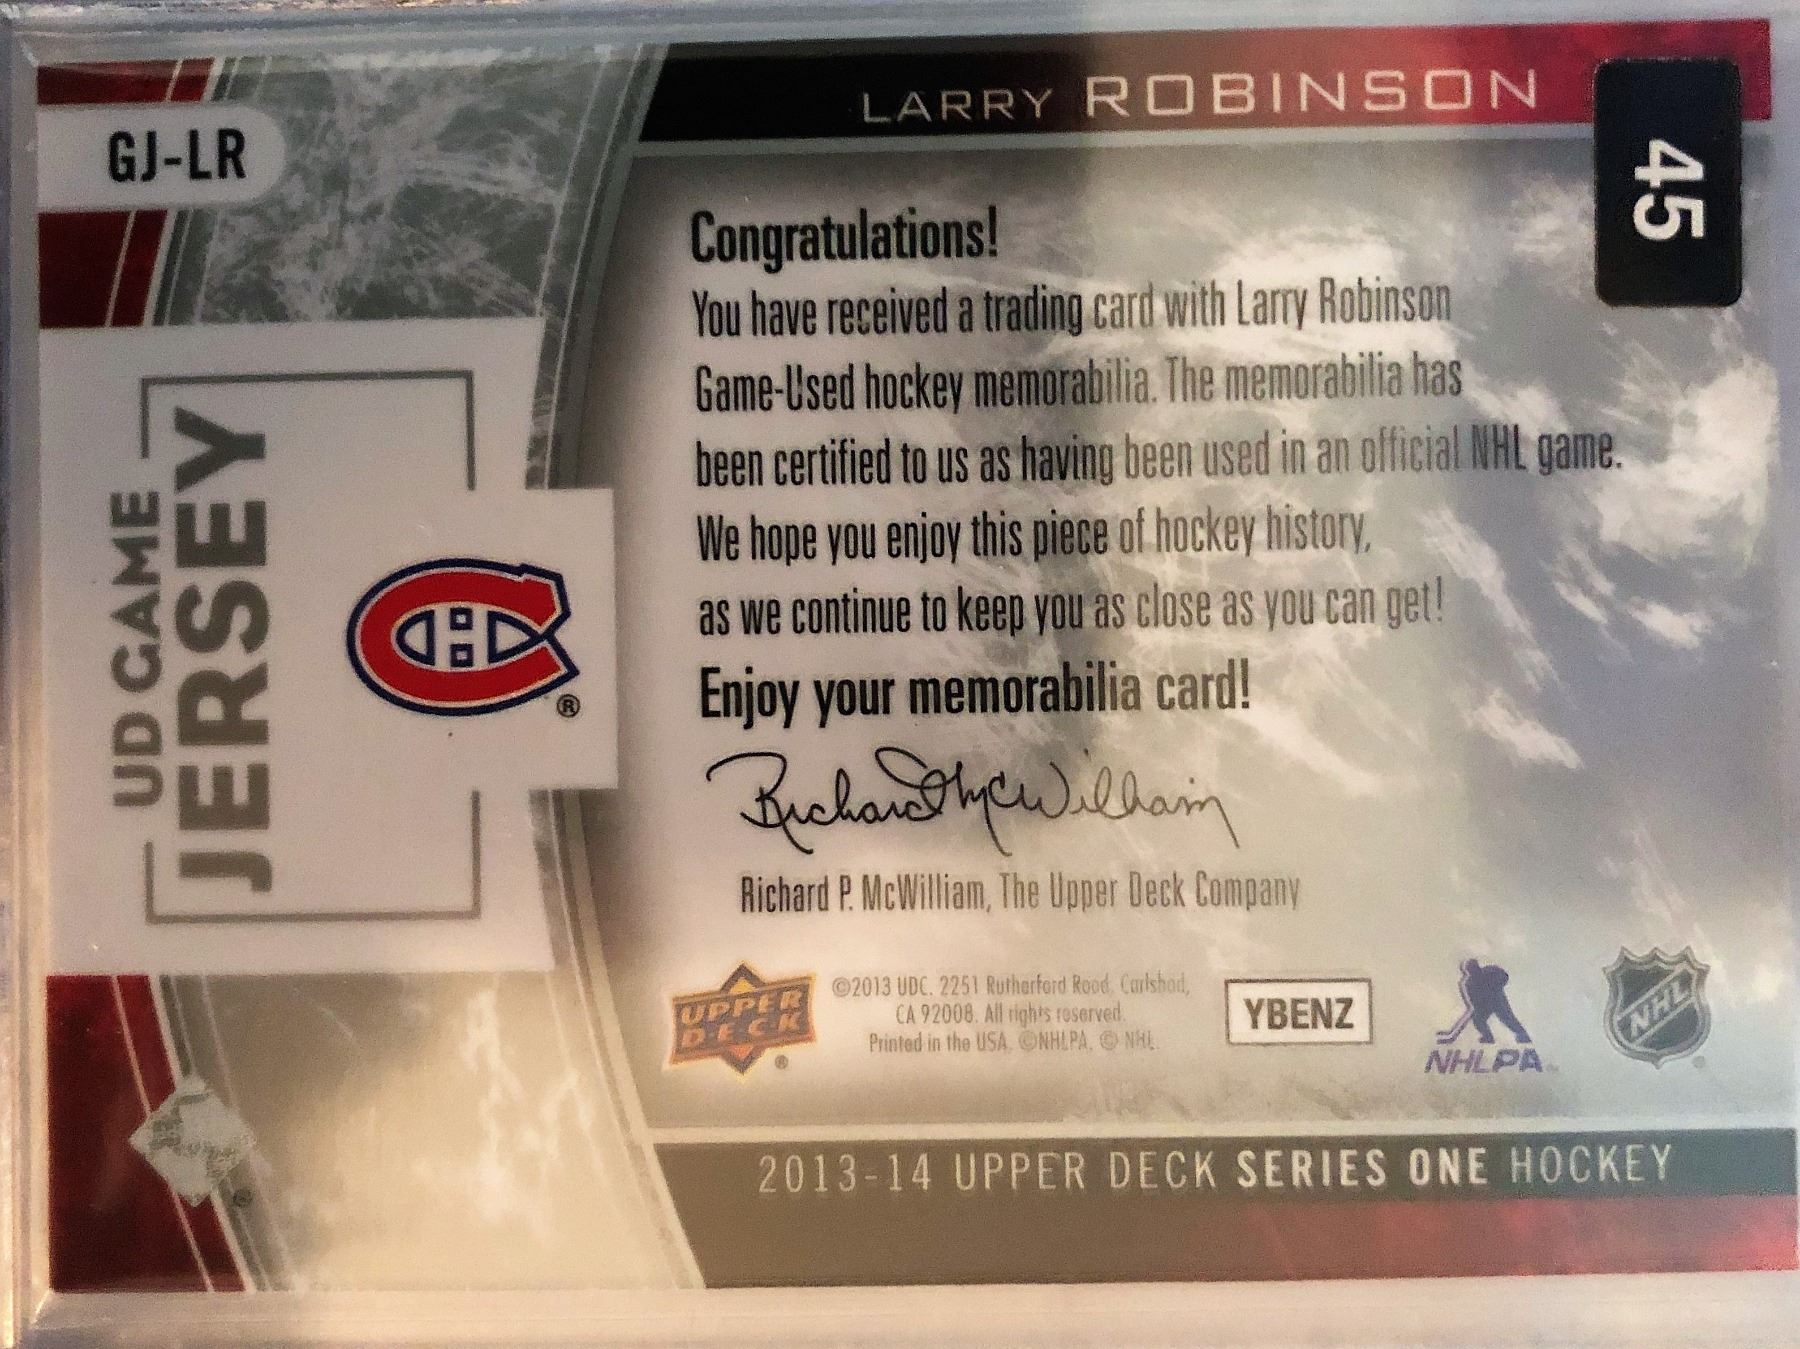 LARRY ROBINSON
45
GJ-LR
UD GAME
JERSEY
®
Congratulations!
You have received a trading card with Larry Robinson
Game-Used hockey memorabilia. The memorabilia has
been certified to us as having been used in an official NHL game.
We hope you enjoy this piece of hockey history,
as we continue to keep you as close as you can get!
Enjoy your memorabilia card!
Richard McWilliam
Richard P. McWilliam, The Upper Deck Company
UPPER
DECK
®
©2013 UDC. 2251 Rutherford Road, Carlsbad,
CA 92008. All rights reserved.
Printed in the USA. ©NHLPA. © NHL.
YBENZ
NHLPA
NHL
2013-14 UPPER DECK SERIES ONE HOCKEY